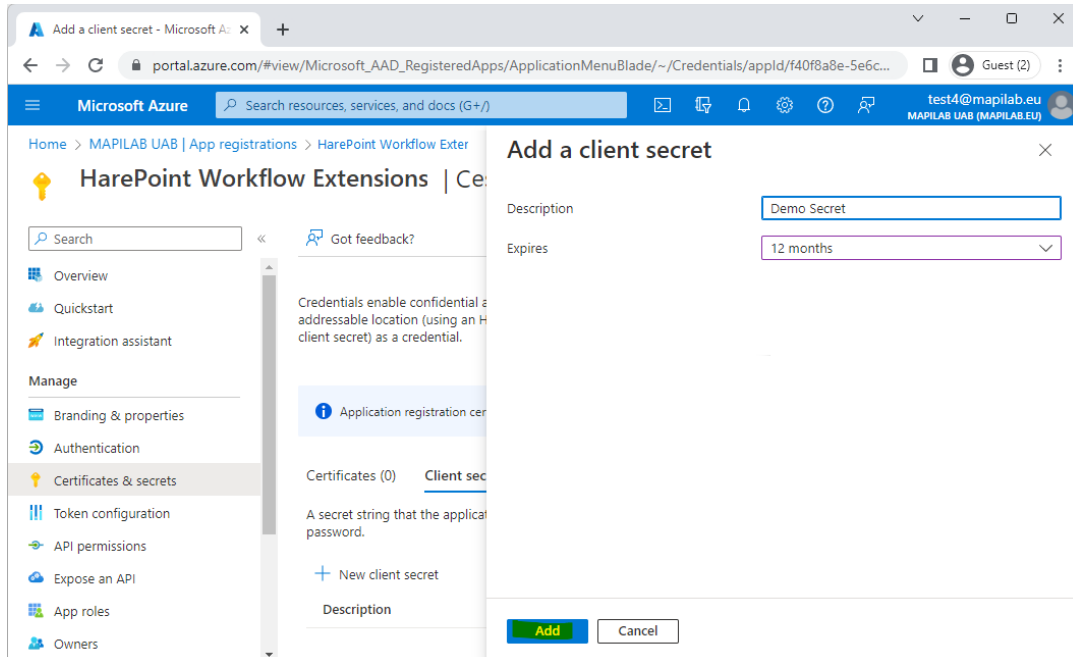 Add a client secret - Microsoft Az
portal.azure.com/#view/Microsoft_AAD_RegisteredApps/ApplicationMenuBlade/~/Credentials/appId/f40f8a8e-5e6c...
Guest (2)
Microsoft Azure
Search resources, services, and docs (G+/)
test4@mapilab.eu
MAPILAB UAB (MAPILAB.EU)
Home > MAPILAB UAB | App registrations > HarePoint Workflow Exter
HarePoint Workflow Extensions | Ce
Search
«
Overview
Quickstart
Integration assistant
Manage
Branding & properties
Authentication
Certificates & secrets
Token configuration
API permissions
Expose an API
App roles
Owners
Got feedback?
Credentials enable confidential a
addressable location (using an H
client secret) as a credential.
Application registration cer
Certificates (0) Client sec
A secret string that the applicat
password.
+ New client secret
Description
Add a client secret
Description
Demo Secret
Expires
12 months
Add
Cancel